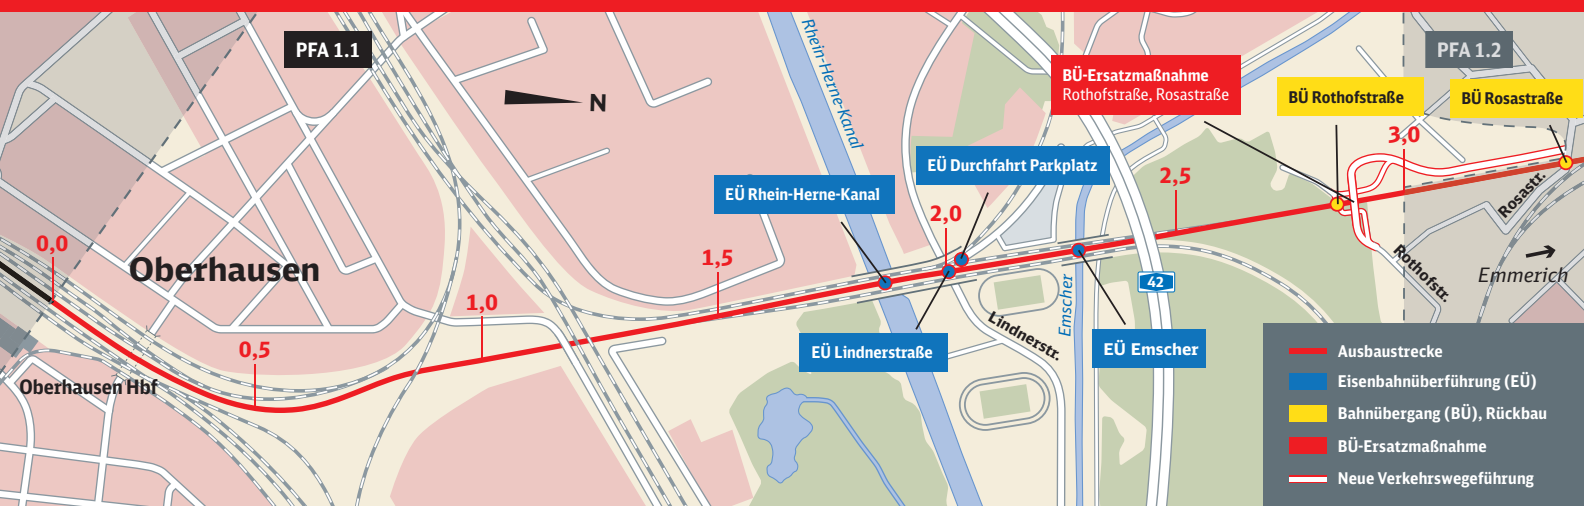 PFA 1.1
PFA 1.2
Rhein-Herne-Kanal
N
BÜ-Ersatzmaßnahme
Rothofstraße, Rosastraße
BÜ Rothofstraße
BÜ Rosastraße
3,0
EÜ Durchfahrt Parkplatz
EÜ Rhein-Herne-Kanal
2,5
2,0
Rosastr.
0,0
Oberhausen
1,5
Rothofstr.
Emmerich
42
1,0
Emscher
Lindnerstr.
0,5
EÜ Lindnerstraße
EÜ Emscher
Oberhausen Hbf
Ausbaustrecke
Eisenbahnüberführung (EÜ)
Bahnübergang (BÜ), Rückbau
BÜ-Ersatzmaßnahme
Neue Verkehrswegeführung